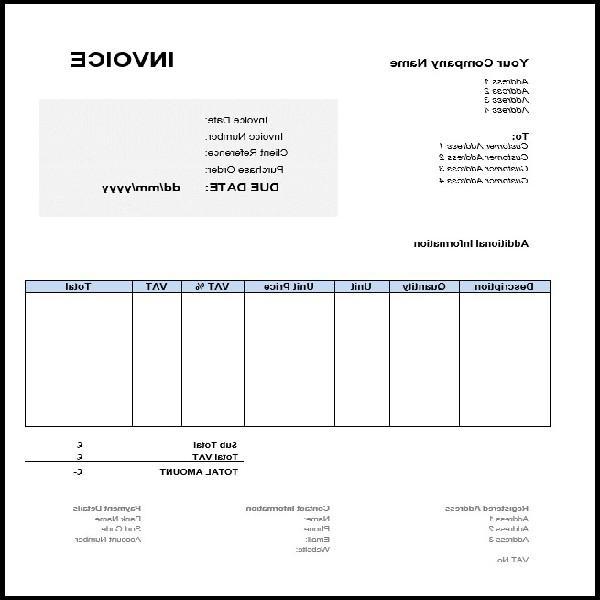 INVOICE
Your Company Name
Address 1
Address 2
Address 3
Address 4
To:
Customer Address 1
Customer Address 2
Customer Address 3
Customer Address 4
Invoice Date:
Invoice Number:
Client Reference:
Purchase Order:
DUE DATE: dd/mm/yyyy
Additional Information
Description Quantity Unit Unit Price VAT % VAT Total
Sub Total £
Total VAT £
TOTAL AMOUNT £-
Registered Address
Address 1
Address 2
Address 3
VAT No
Contact Information
Name:
Phone:
Email:
Website:
Payment Details
Bank Name
Sort Code
Account Number